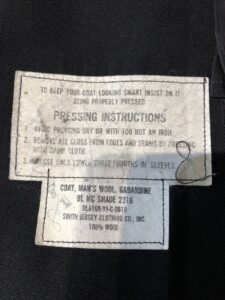 TO KEEP YOUR COAT LOOKING SMART INSIST ON IT
BEING PROPERLY PRESSED.
PRESSING INSTRUCTIONS
1. AVOID PRESSING DRY OR WITH TOO HOT AN IRON.
2. REMOVE ALL GLOSS FROM EDGES AND SEAMS BY PRESSING
WITH DAMP CLOTH.
3. CREASE ONLY LOWER THREE FOURTHS OF SLEEVES
COAT, MAN'S WOOL, GABARDINE
BL MC SHADE 2316
SOUTH JERSEY CLOTHING CO., INC.
100% WOOL